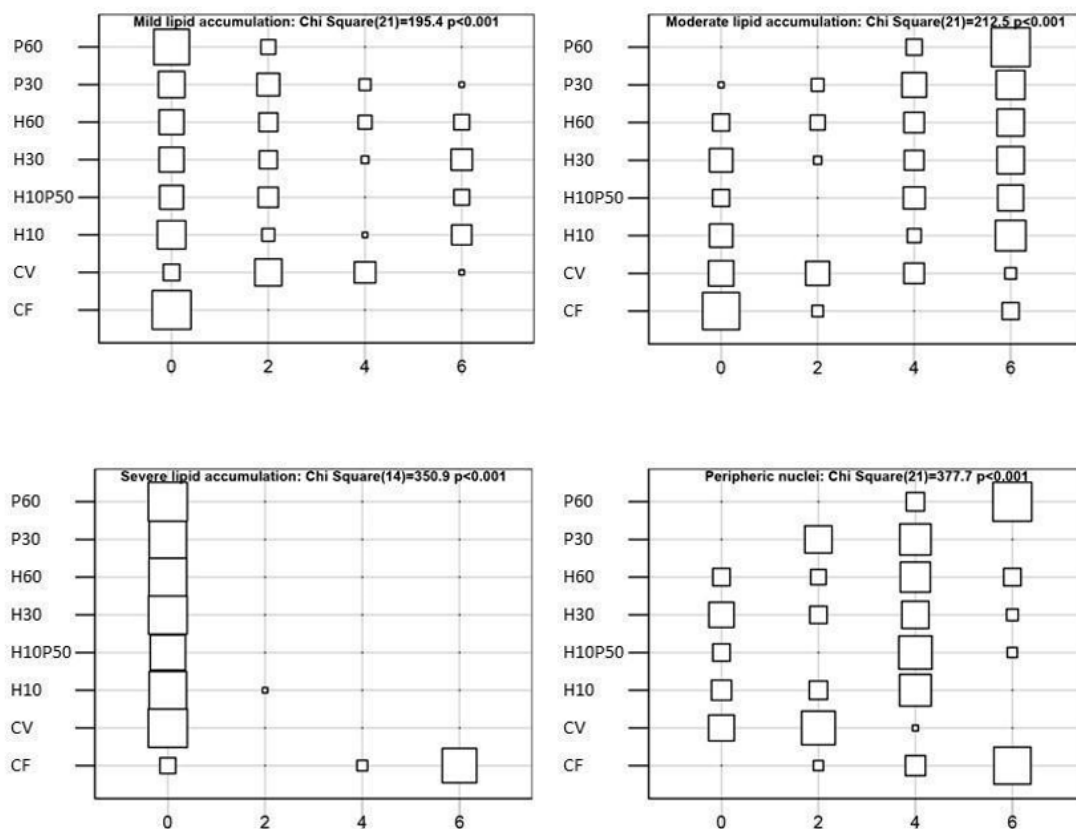 Mild lipid accumulation: Chi Square(21)=195.4 p<0.001
P60
P30
H60
H30
H10P50
H10
CV
CF
0 2 4 6
Moderate lipid accumulation: Chi Square(21)=212.5 p<0.001
P60
P30
H60
H30
H10P50
H10
CV
CF
0 2 4 6
Severe lipid accumulation: Chi Square(14)=350.9 p<0.001
P60
P30
H60
H30
H10P50
H10
CV
CF
0 2 4 6
Peripheric nuclei: Chi Square(21)=377.7 p<0.001
P60
P30
H60
H30
H10P50
H10
CV
CF
0 2 4 6